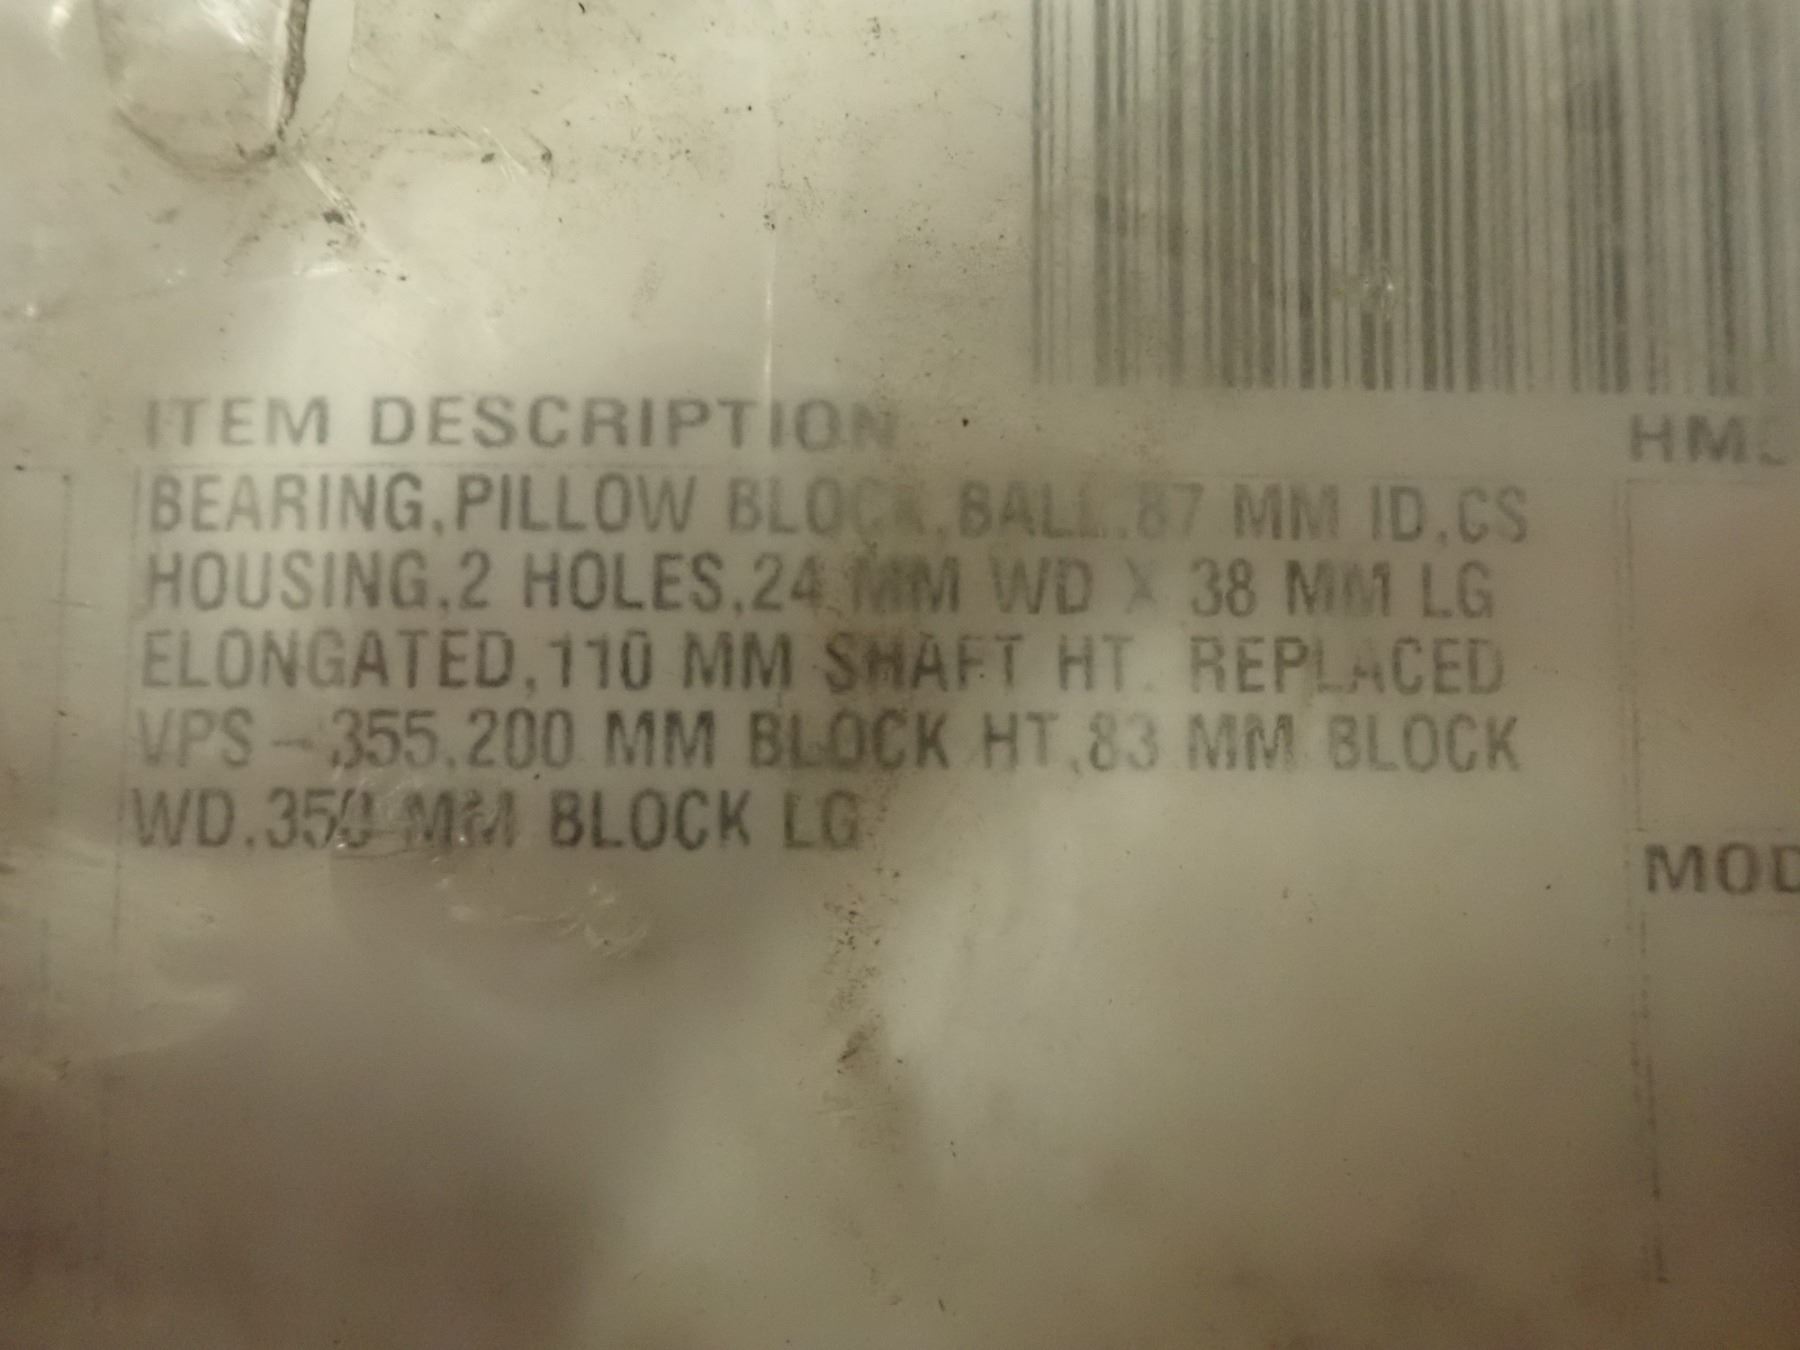 ITEM DESCRIPTION
BEARING,PILLOW BLOCK,BALL,87 MM ID,CS
HOUSING,2 HOLES,24 MM WD X 38 MM LG
ELONGATED,110 MM SHAFT HT. REPLACED
VPS-355,200 MM BLOCK HT,83 MM BLOCK
WD,350 MM BLOCK LG